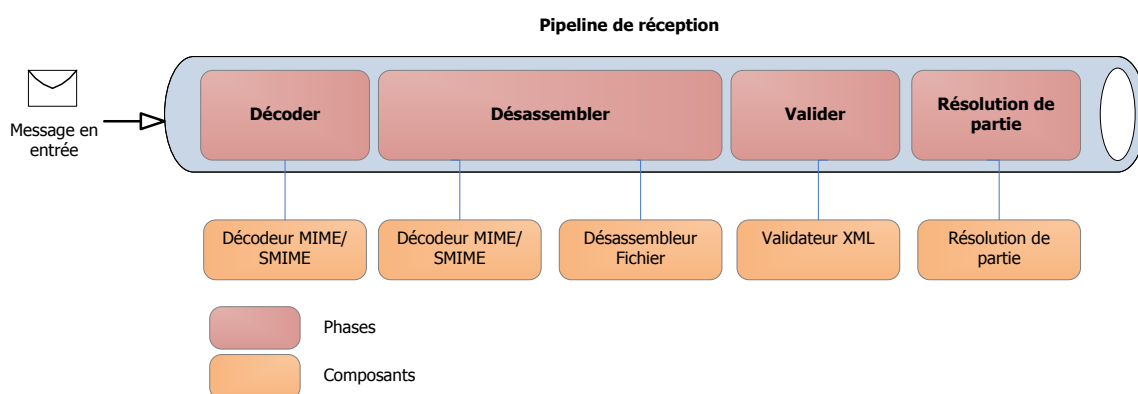 Pipeline de réception
Message en
entrée
Décoder
Désassembler
Valider
Résolution de
partie
Décodeur MIME/
SMIME
Décodeur MIME/
SMIME
Désassembleur
Fichier
Validateur XML
Résolution de
partie
Phases
Composants